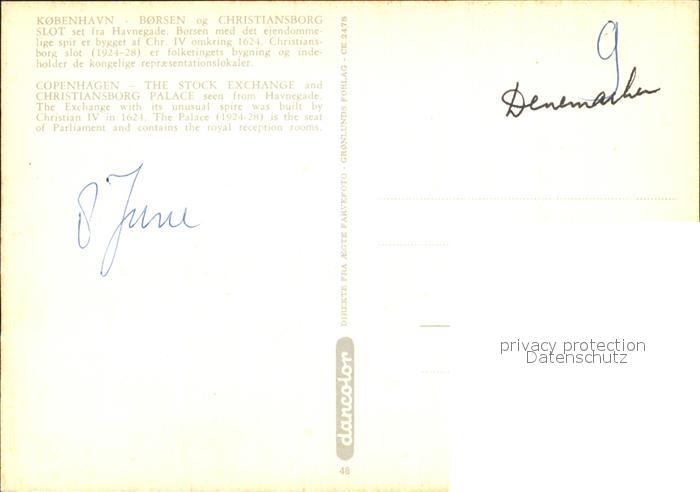 KØBENHAVN - BØRSEN og CHRISTIANSBORG
SLOT set fra Havnegade. Børsen med det ejendomme-
lige spir er bygget af Chr. IV omkring 1624. Christians-
borg slot (1924-28) er folketingets bygning og inde-
holder de kongelige repræsentationslokaler.
COPENHAGEN - THE STOCK EXCHANGE and
CHRISTIANSBORG PALACE seen from Havnegade.
The Exchange with its unusual spire was built by
Christian IV in 1624. The Palace (1924-28) is the seat
of Parliament and contains the royal reception rooms.
8 June
DIREKTE FRA ÆGTE FARVEFOTO - GRØNLUNDS FORLAG - CE 2478
dancolor
48
9
Denemarken
privacy protection
Datenschutz